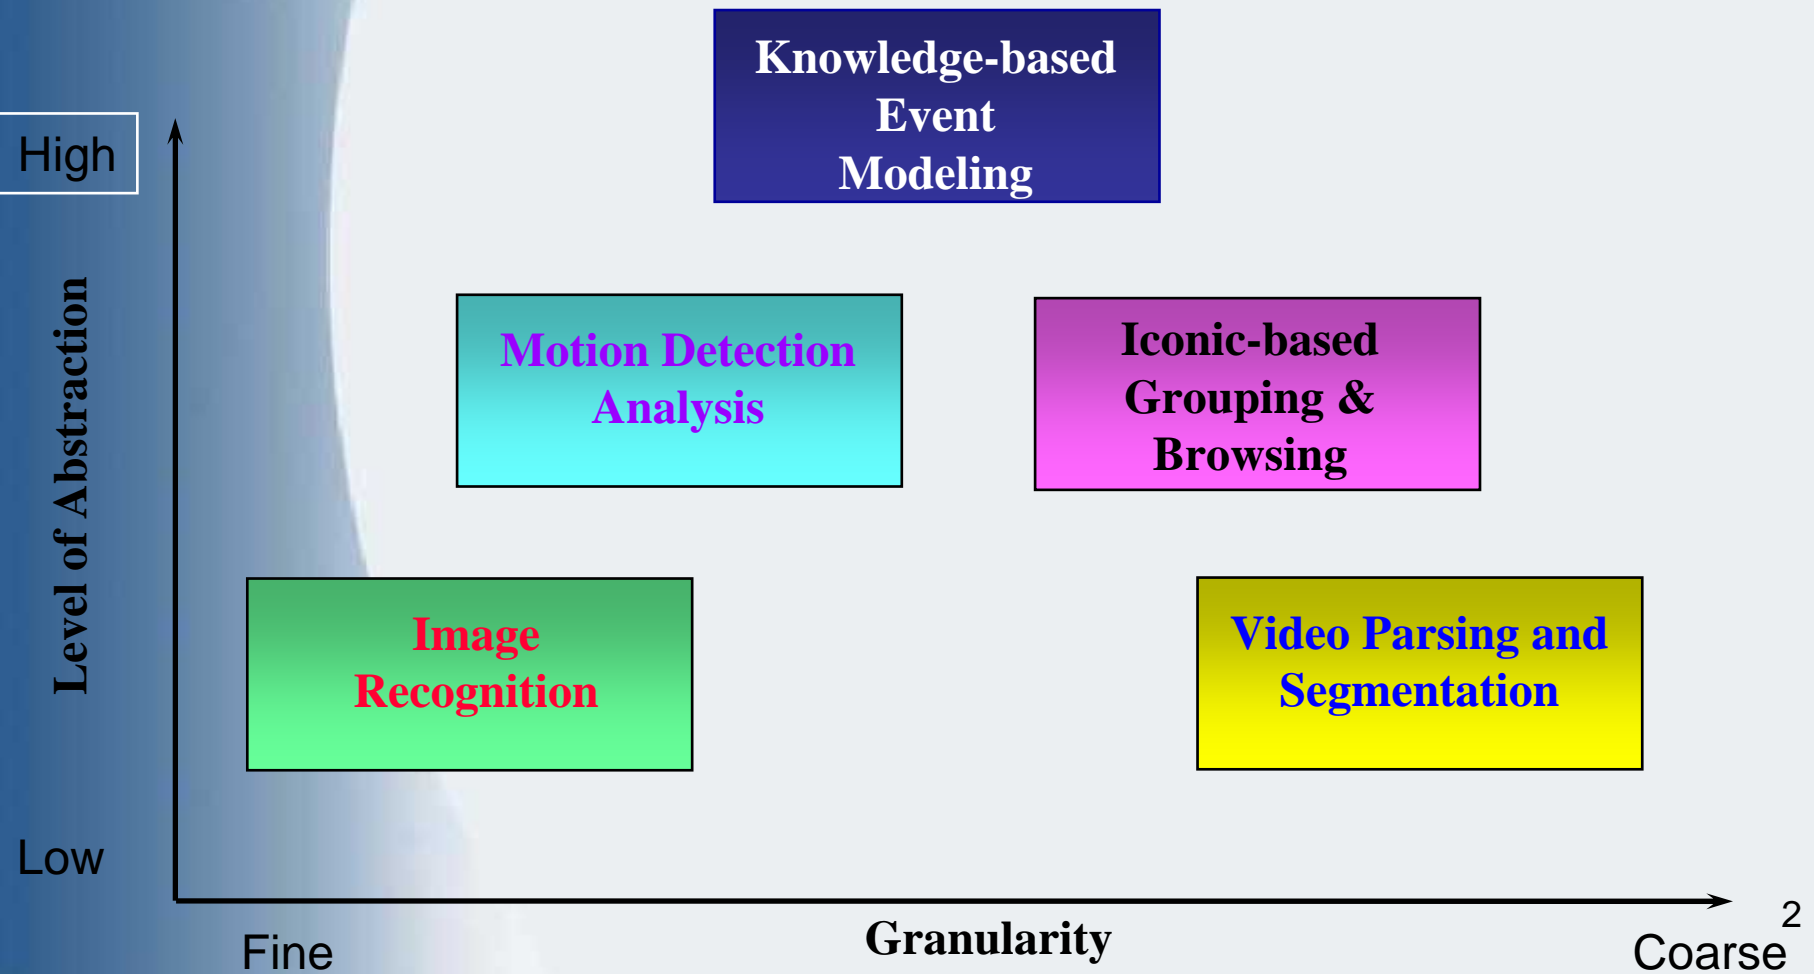 Knowledge-based
Event
Modeling
High
Level of Abstraction
Motion Detection
Analysis
Iconic-based
Grouping &
Browsing
Image
Recognition
Video Parsing and
Segmentation
Low
Fine
Granularity
Coarse
2